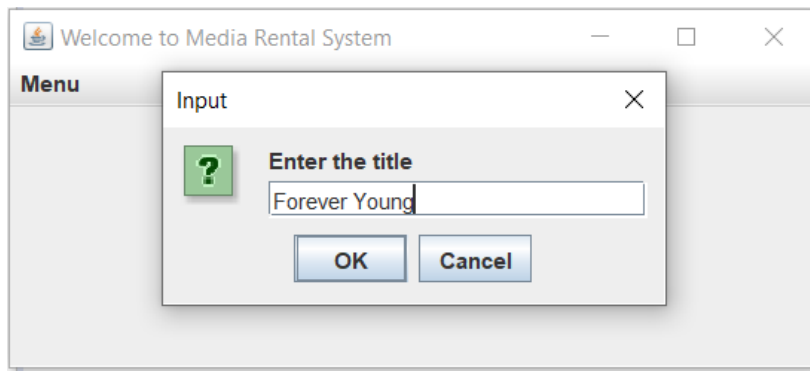 Welcome to Media Rental System
Menu
Input
Enter the title
Forever Young
OK Cancel